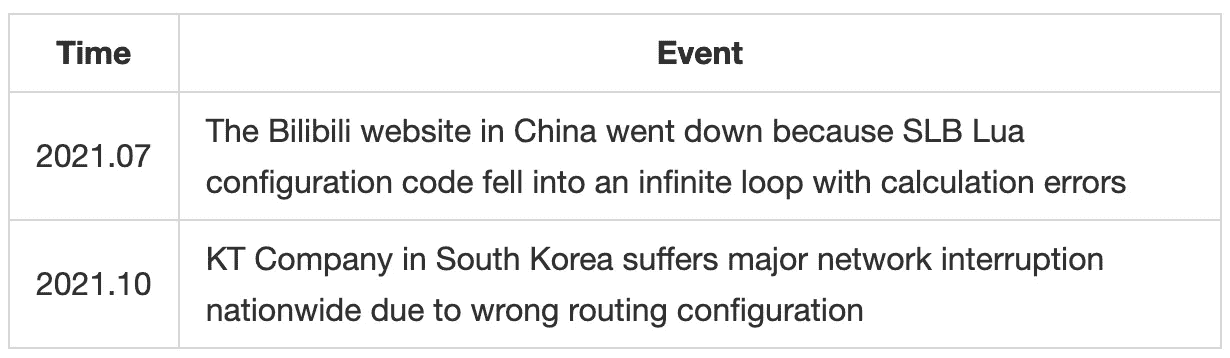 Time Event
2021.07
The Bilibili website in China went down because SLB Lua
configuration code fell into an infinite loop with calculation errors
2021.10
KT Company in South Korea suffers major network interruption
nationwide due to wrong routing configuration